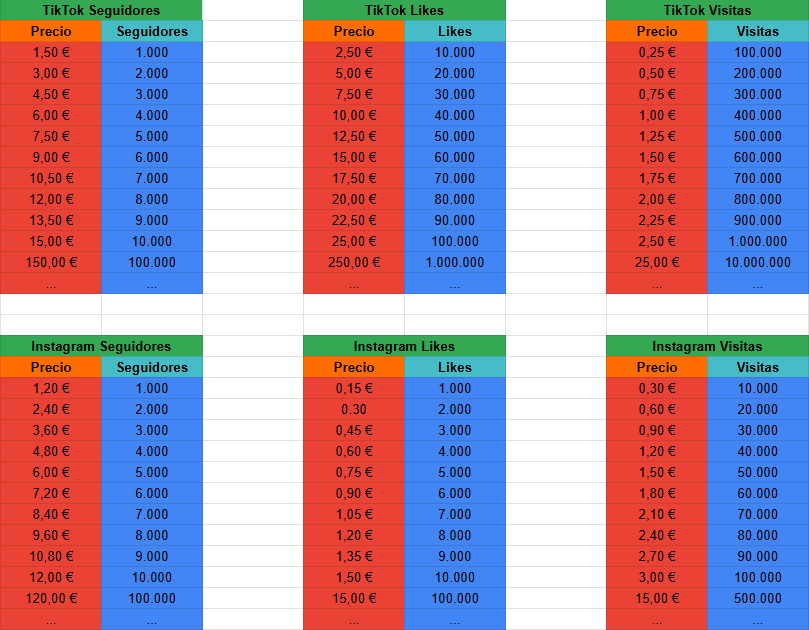 TikTok Seguidores TikTok Likes TikTok Visitas
Precio Seguidores Precio Likes Precio Visitas
1,50 € 1.000 2,50 € 10.000 0,25 € 100.000
3,00 € 2.000 5,00 € 20.000 0,50 € 200.000
4,50 € 3.000 7,50 € 30.000 0,75 € 300.000
6,00 € 4.000 10,00 € 40.000 1,00 € 400.000
7,50 € 5.000 12,50 € 50.000 1,25 € 500.000
9,00 € 6.000 15,00 € 60.000 1,50 € 600.000
10,50 € 7.000 17,50 € 70.000 1,75 € 700.000
12,00 € 8.000 20,00 € 80.000 2,00 € 800.000
13,50 € 9.000 22,50 € 90.000 2,25 € 900.000
15,00 € 10.000 25,00 € 100.000 2,50 € 1.000.000
150,00 € 100.000 250,00 € 1.000.000 25,00 € 10.000.000
... ... ... ... ... ...
Instagram Seguidores Instagram Likes Instagram Visitas
Precio Seguidores Precio Likes Precio Visitas
1,20 € 1.000 0,15 € 1.000 0,30 € 10.000
2,40 € 2.000 0.30 2.000 0,60 € 20.000
3,60 € 3.000 0,45 € 3.000 0,90 € 30.000
4,80 € 4.000 0,60 € 4.000 1,20 € 40.000
6,00 € 5.000 0,75 € 5.000 1,50 € 50.000
7,20 € 6.000 0,90 € 6.000 1,80 € 60.000
8,40 € 7.000 1,05 € 7.000 2,10 € 70.000
9,60 € 8.000 1,20 € 8.000 2,40 € 80.000
10,80 € 9.000 1,35 € 9.000 2,70 € 90.000
12,00 € 10.000 1,50 € 10.000 3,00 € 100.000
120,00 € 100.000 15,00 € 100.000 15,00 € 500.000
... ... ... ... ... ...